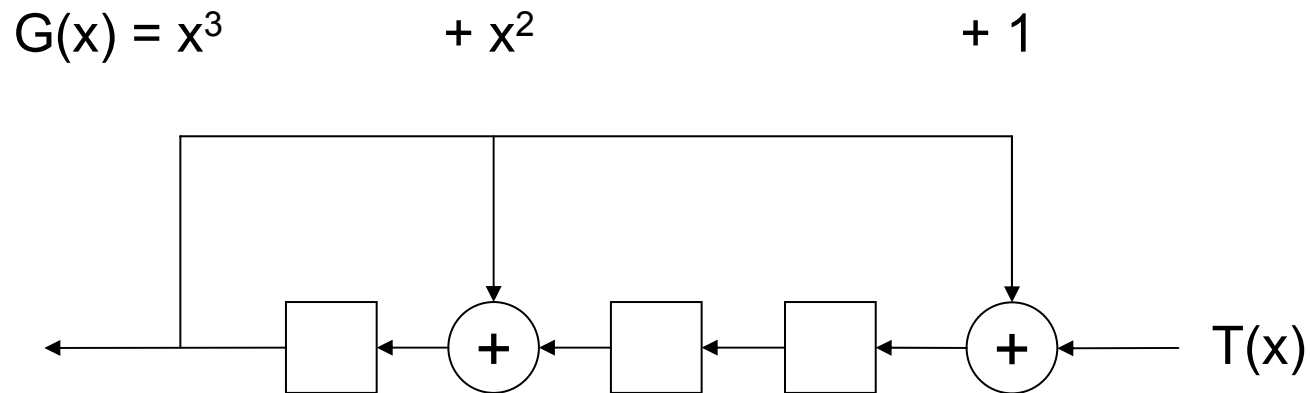 G(x) = x³ + x² + 1
+ + T(x)